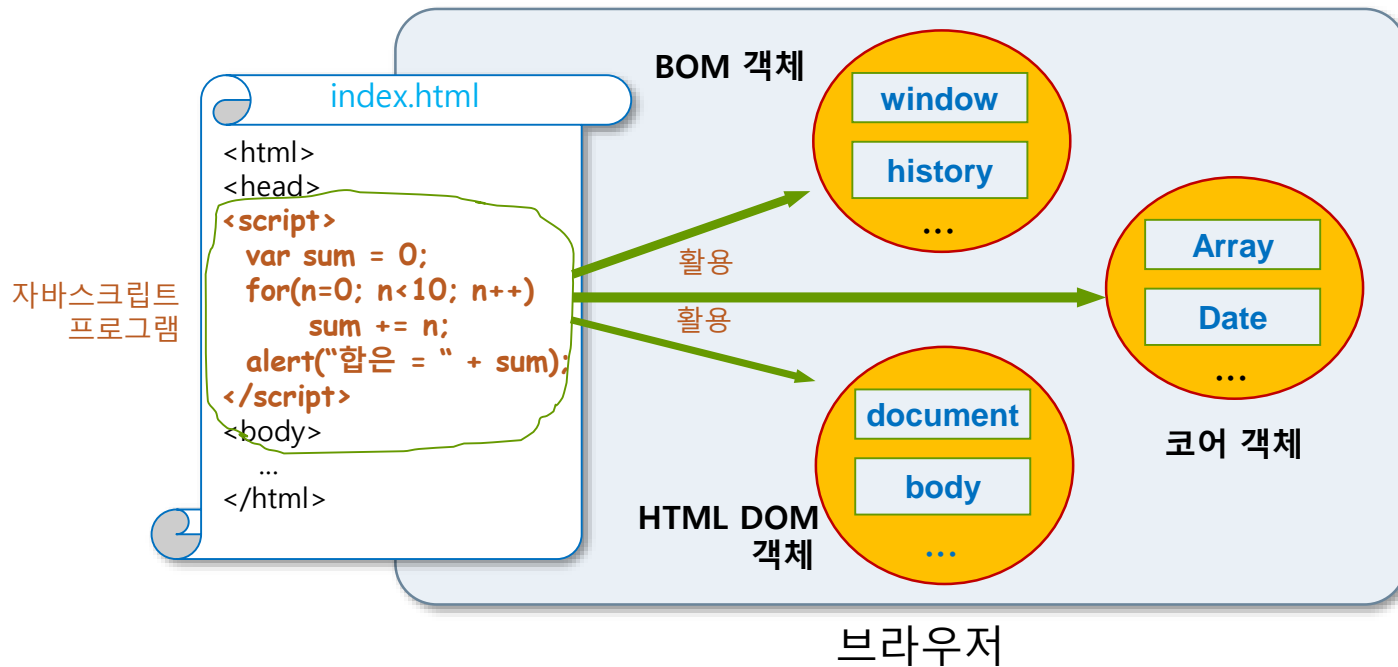 index.html
<html>
<head>
<script>
var sum = 0;
for(n=0; n<10; n++)
sum += n;
alert(“합은 = “ + sum);
</script>
<body>
...
</html>
자바스크립트
프로그램
활용
활용
BOM 객체
window
history
...
Array
Date
...
코어 객체
document
body
...
HTML DOM
객체
브라우저